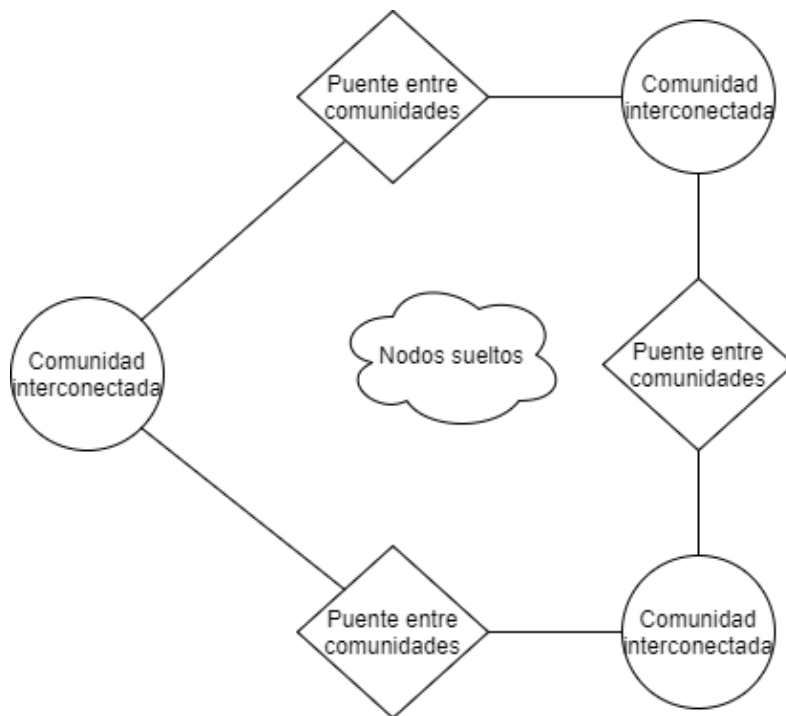 Puente entre
comunidades
Comunidad
interconectada
Comunidad
interconectada
Nodos sueltos
Puente entre
comunidades
Puente entre
comunidades
Comunidad
interconectada